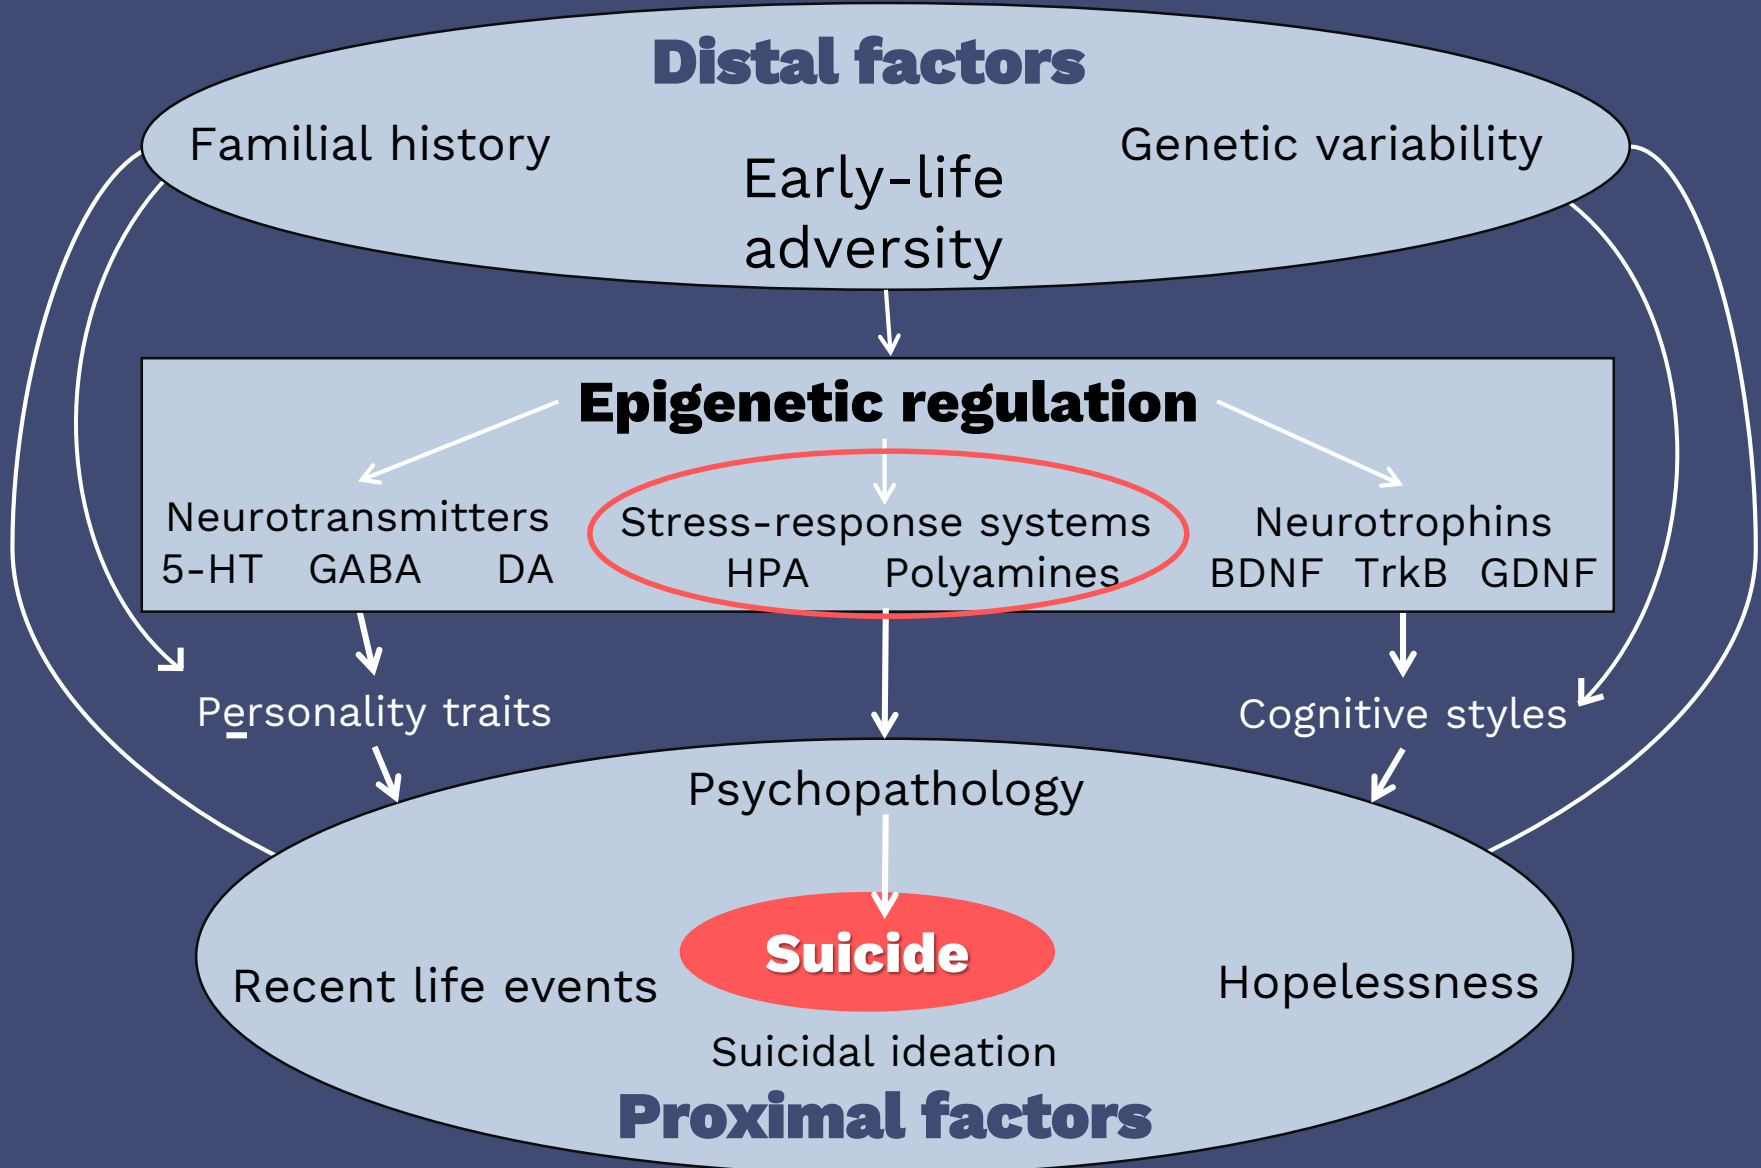 Distal factors
Familial history
Genetic variability
Early-life
adversity
Epigenetic regulation
Neurotransmitters
5-HT GABA DA
Stress-response systems
HPA Polyamines
Neurotrophins
BDNF TrkB GDNF
Personality traits
Cognitive styles
Psychopathology
Suicide
Recent life events
Hopelessness
Suicidal ideation
Proximal factors